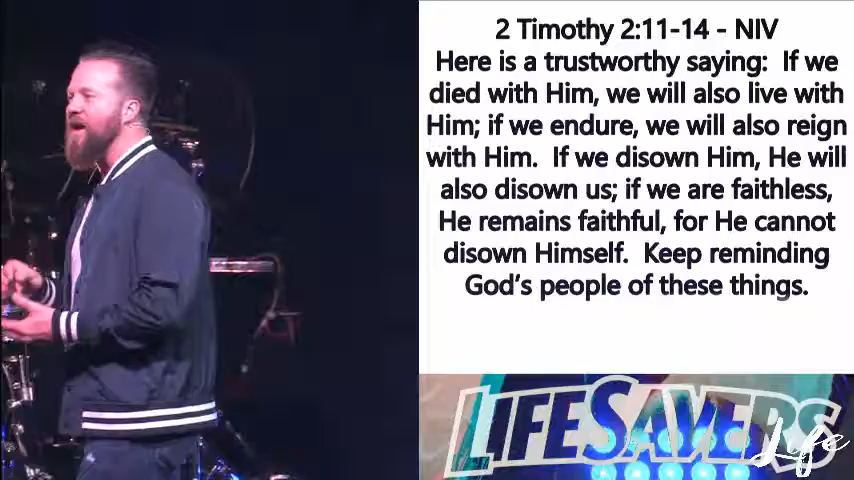 2 Timothy 2:11-14 - NIV
Here is a trustworthy saying:  If we
died with Him, we will also live with
Him; if we endure, we will also reign
with Him.  If we disown Him, He will
also disown us; if we are faithless,
He remains faithful, for He cannot
disown Himself.  Keep reminding
God's people of these things.
LIFESAVERS
Life